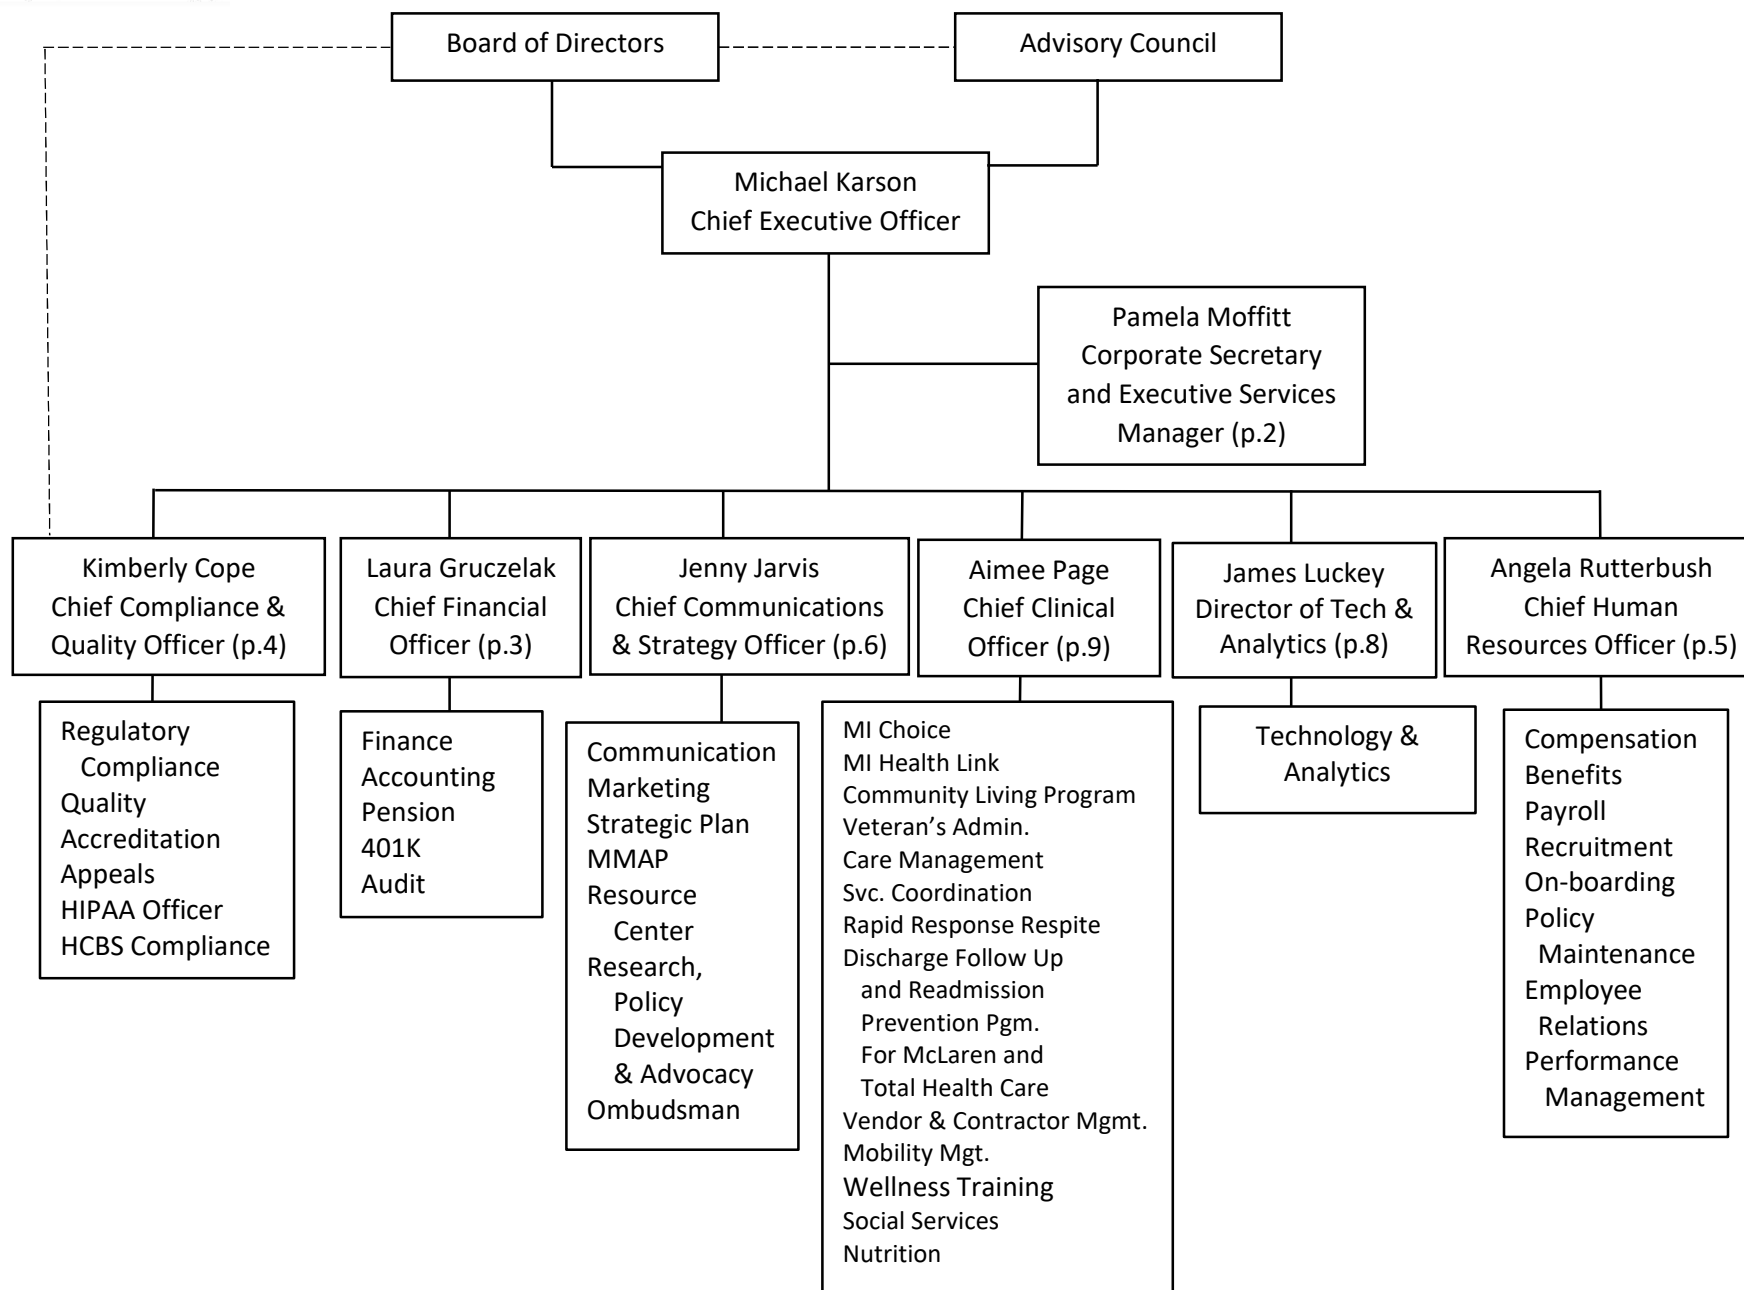 Board of Directors
Advisory Council
Michael Karson
Chief Executive Officer
Pamela Moffitt
Corporate Secretary
and Executive Services
Manager (p.2)
Kimberly Cope
Chief Compliance &
Quality Officer (p.4)
Laura Gruczelak
Chief Financial
Officer (p.3)
Jenny Jarvis
Chief Communications
& Strategy Officer (p.6)
Aimee Page
Chief Clinical
Officer (p.9)
James Luckey
Director of Tech &
Analytics (p.8)
Angela Rutterbush
Chief Human
Resources Officer (p.5)
Regulatory
Compliance
Quality
Accreditation
Appeals
HIPAA Officer
HCBS Compliance
Finance
Accounting
Pension
401K
Audit
Communication
Marketing
Strategic Plan
MMAP
Resource
Center
Research,
Policy
Development
& Advocacy
Ombudsman
MI Choice
MI Health Link
Community Living Program
Veteran’s Admin.
Care Management
Svc. Coordination
Rapid Response Respite
Discharge Follow Up
and Readmission
Prevention Pgm.
For McLaren and
Total Health Care
Vendor & Contractor Mgmt.
Mobility Mgt.
Wellness Training
Social Services
Nutrition
Technology &
Analytics
Compensation
Benefits
Payroll
Recruitment
On-boarding
Policy
Maintenance
Employee
Relations
Performance
Management